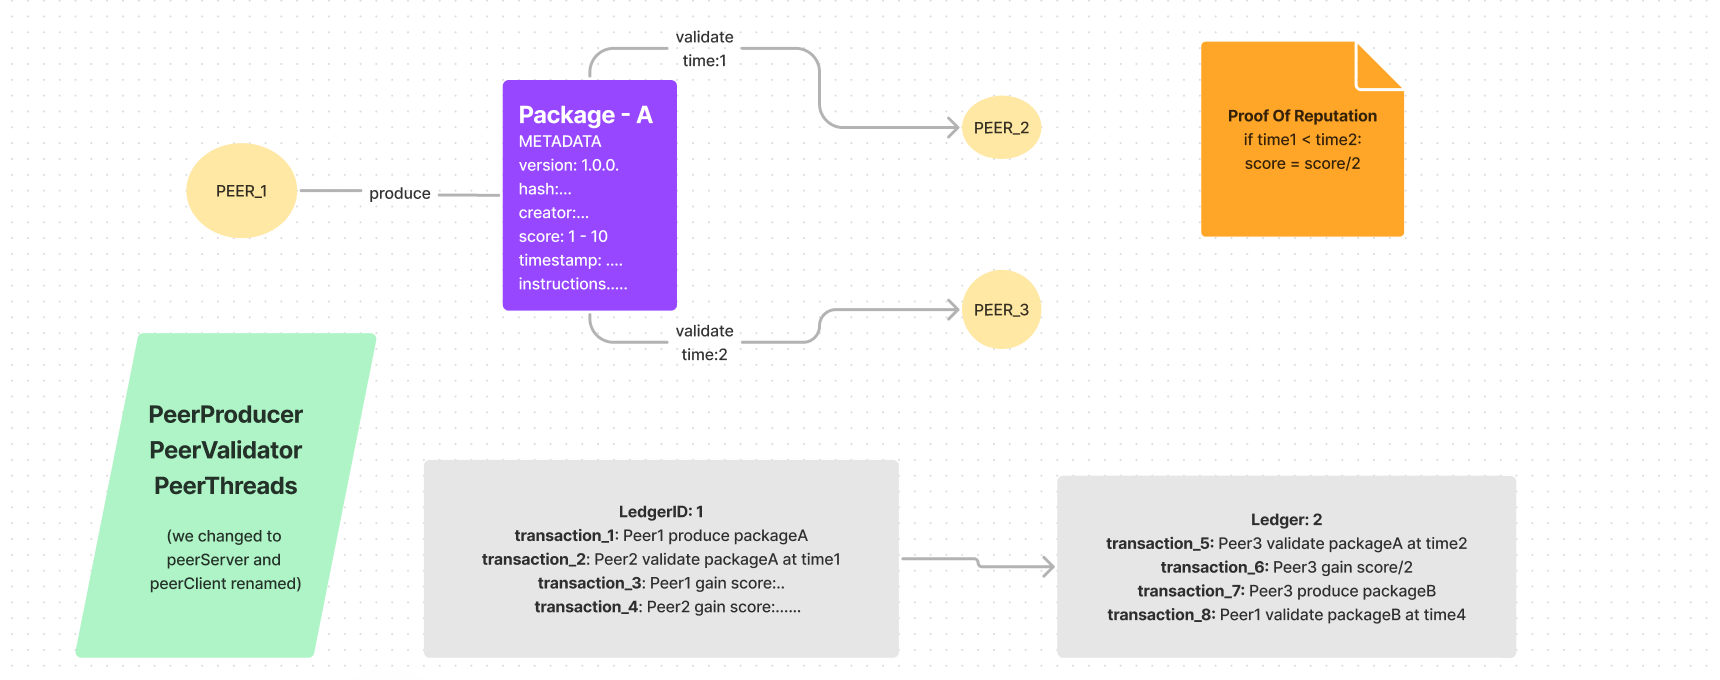 validate
time:1
Package - A
METADATA
version: 1.0.0.
hash:...
creator:...
score: 1 - 10
timestamp: ....
instructions.....
PEER_1
produce
PEER_2
Proof Of Reputation
if time1 < time2:
score = score/2
validate
time:2
PEER_3
PeerProducer
PeerValidator
PeerThreads
(we changed to
peerServer and
peerClient renamed)
LedgerID: 1
transaction_1: Peer1 produce packageA
transaction_2: Peer2 validate packageA at time1
transaction_3: Peer1 gain score:..
transaction_4: Peer2 gain score:......
Ledger: 2
transaction_5: Peer3 validate packageA at time2
transaction_6: Peer3 gain score/2
transaction_7: Peer3 produce packageB
transaction_8: Peer1 validate packageB at time4